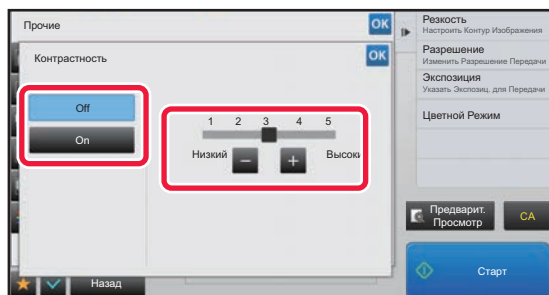 Прочие
OK
Контрастность
OK
Off
On
1 2 3 4 5
Низкий
Высоки
Назад
Резкость
Настроить Контур Изображения
Разрешение
Изменить Разрешение Передачи
Экспозиция
Указать Экспозиц. для Передачи
Цветной Режим
Предварит.
Просмотр
CA
Старт